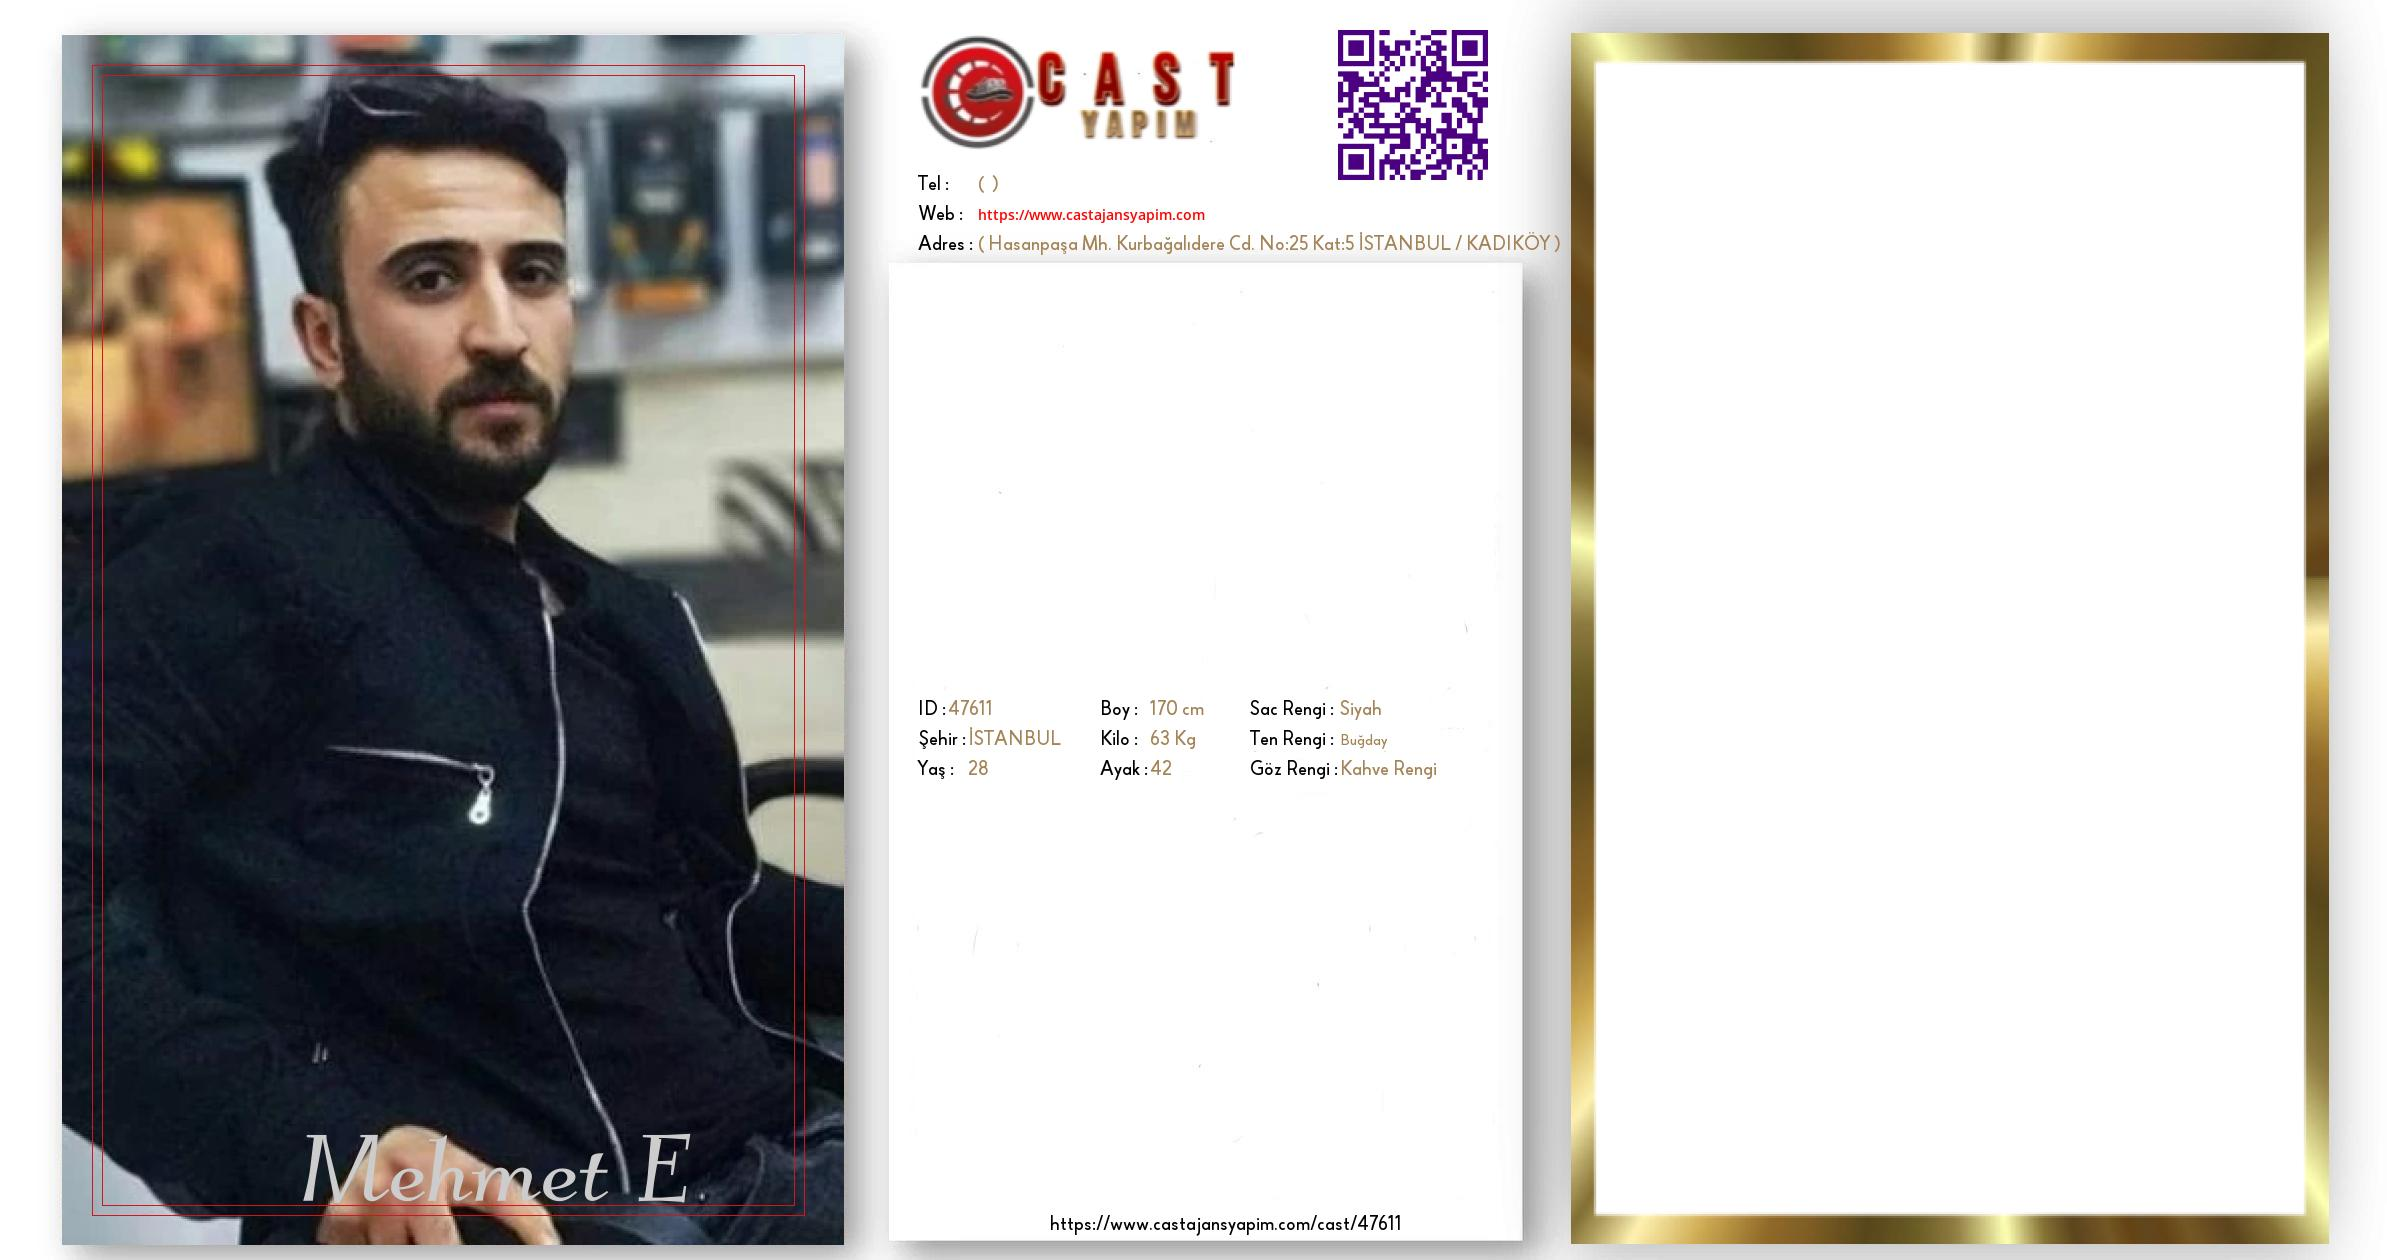 Mehmet E.
CAST
YAPIM
Tel : ( )
Web : https://www.castajansyapim.com
Adres : ( Hasanpaşa Mh. Kurbağalıdere Cd. No:25 Kat:5 İSTANBUL / KADIKÖY )
ID : 47611 Boy : 170 cm Sac Rengi : Siyah
Şehir : İSTANBUL Kilo : 63 Kg Ten Rengi : Buğday
Yaş : 28 Ayak : 42 Göz Rengi : Kahve Rengi
https://www.castajansyapim.com/cast/47611